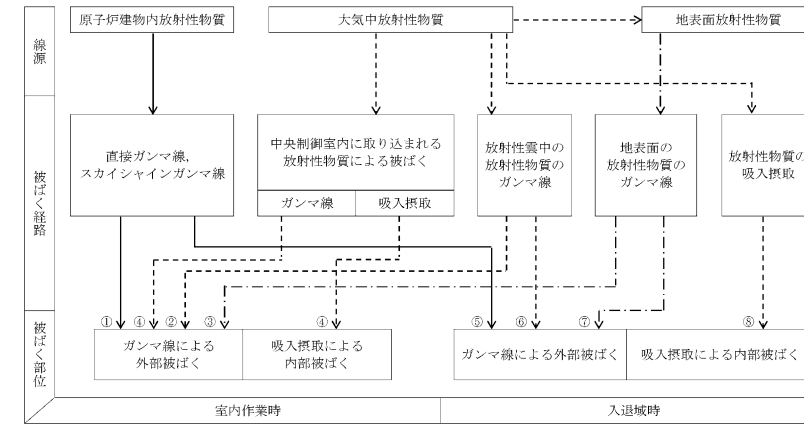 線源
原子炉建物内放射性物質
大気中放射性物質
地表面放射性物質
被ばく経路
直接ガンマ線,
スカイシャインガンマ線
中央制御室内に取り込まれる
放射性物質による被ばく
ガンマ線
吸入摂取
放射性雲中の
放射性物質の
ガンマ線
地表面の
放射性物質の
ガンマ線
放射性物質の
吸入摂取
① ④ ② ③ ④ ⑤ ⑥ ⑦ ⑧
被ばく部位
ガンマ線による
外部被ばく
吸入摂取による
内部被ばく
ガンマ線による外部被ばく
吸入摂取による内部被ばく
室内作業時
入退域時